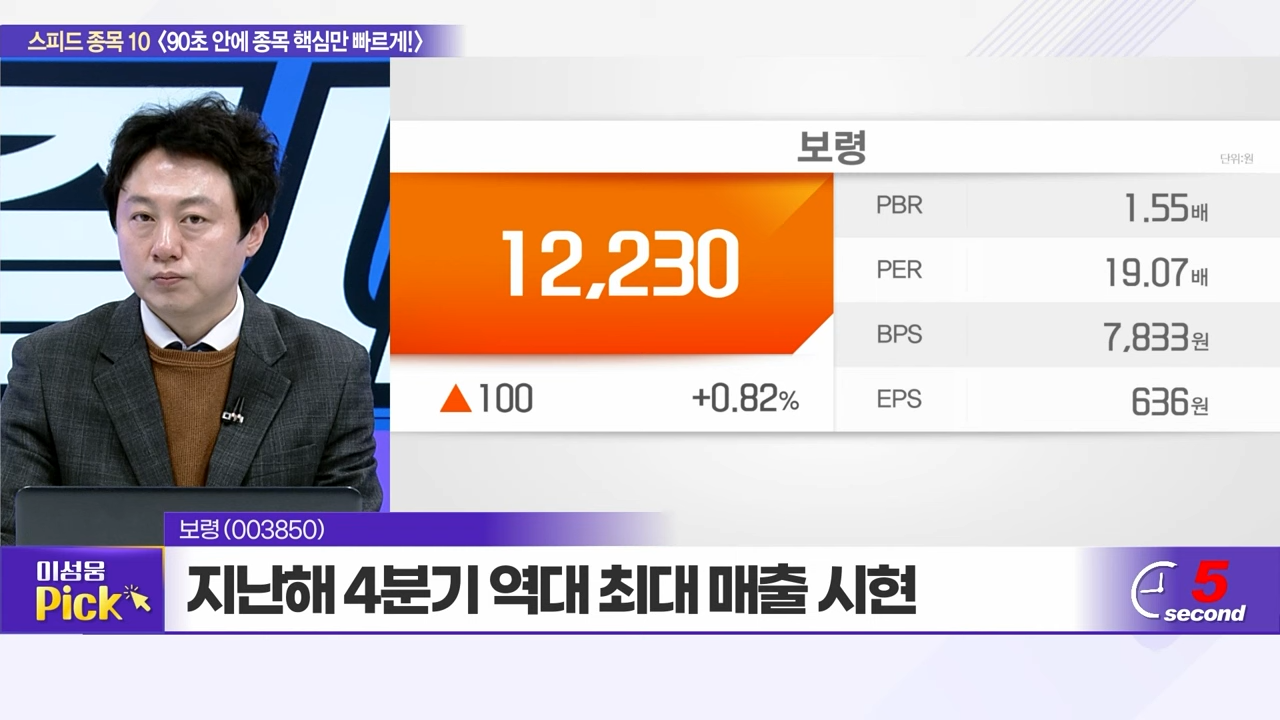 스피드 종목 10 <90초 안에 종목 핵심만 빠르게!>
보령
단위:원
12,230
▲100 +0.82%
PBR 1.55배
PER 19.07배
BPS 7,833원
EPS 636원
보령(003850)
이성웅
Pick
지난해 4분기 역대 최대 매출 시현
5
second